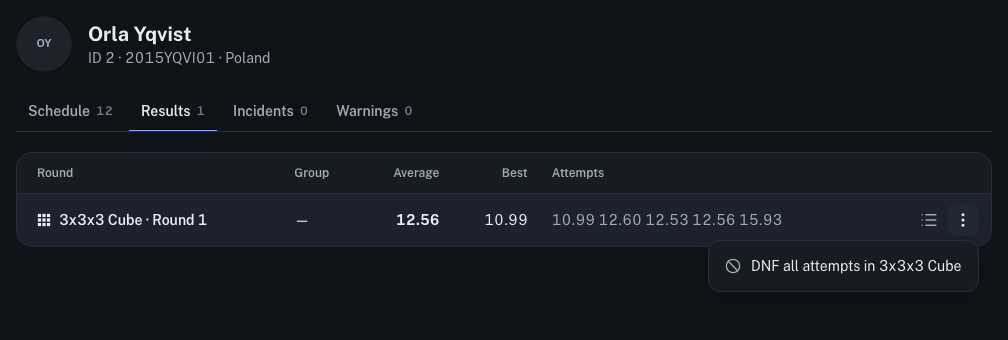 OY
Orla Yqvist
ID 2 · 2015YQVI01 · Poland
Schedule 12 Results 1 Incidents 0 Warnings 0
Round Group Average Best Attempts
3x3x3 Cube · Round 1 – 12.56 10.99 10.99 12.60 12.53 12.56 15.93
DNF all attempts in 3x3x3 Cube